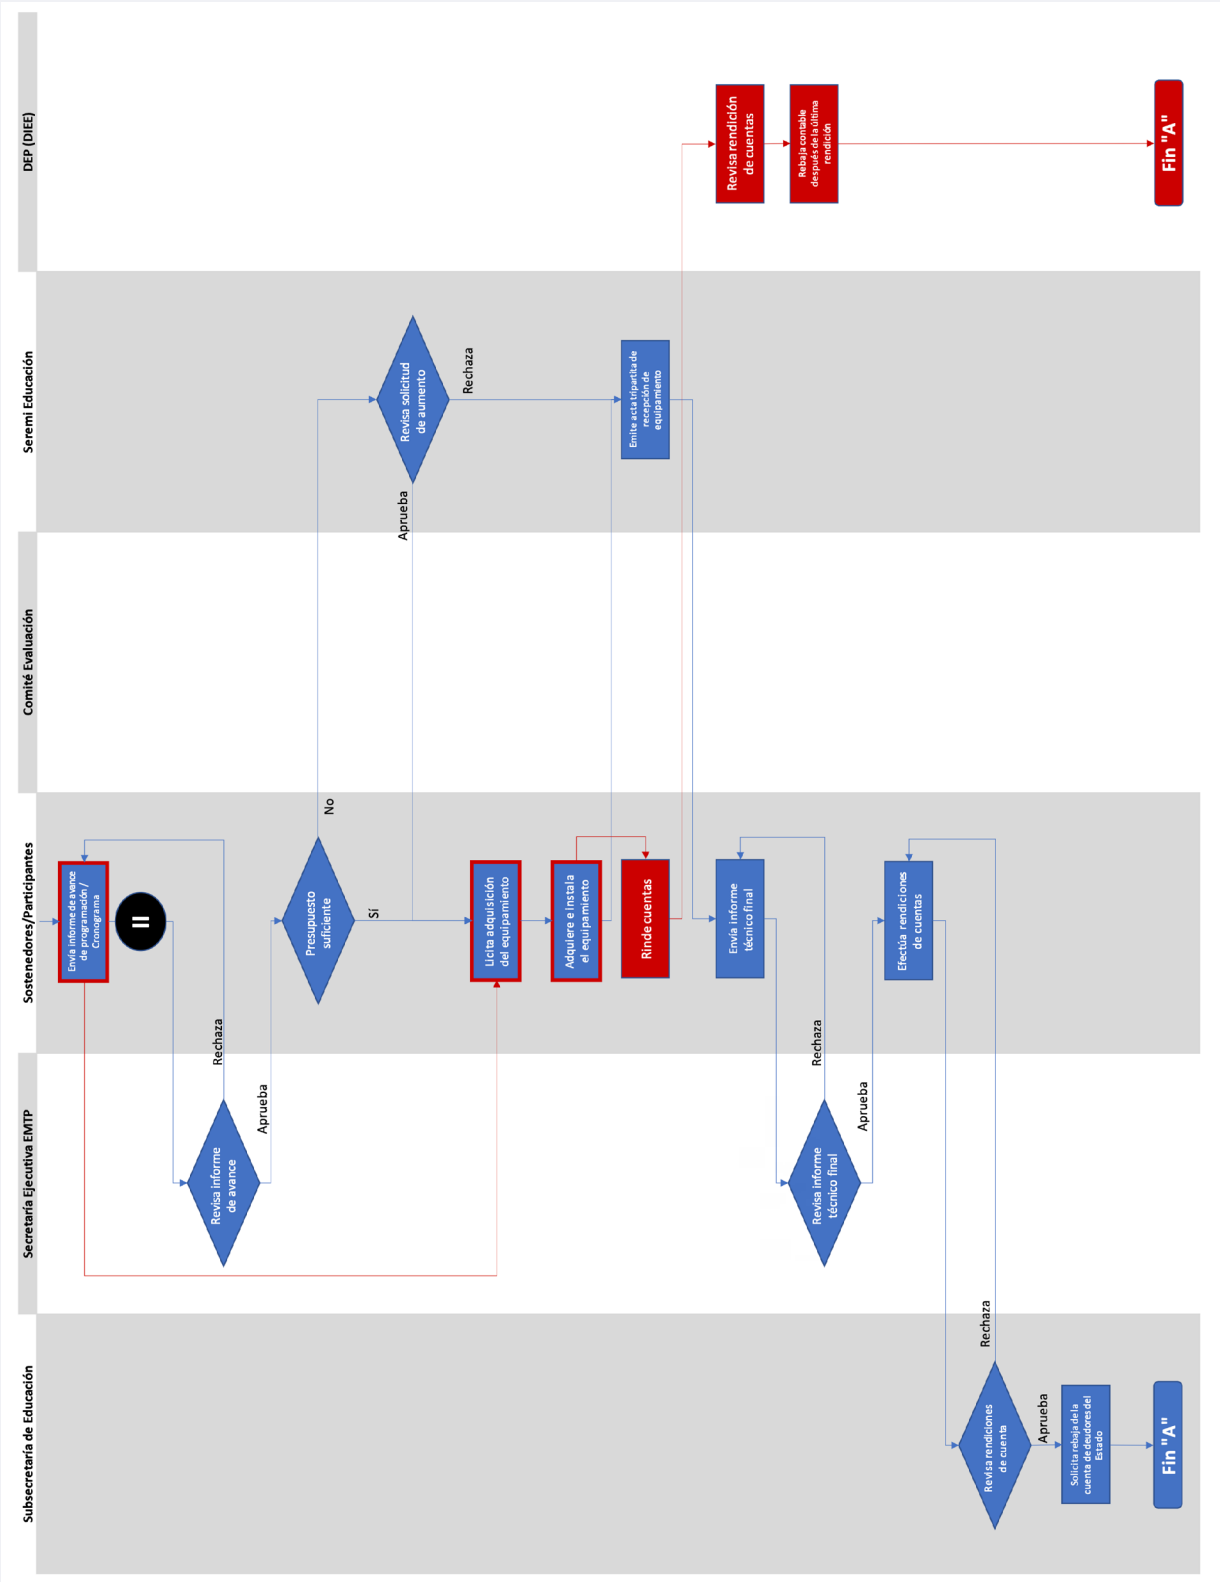 Subsecretaría de Educación
Secretaría Ejecutiva EMTP
Sostenedores/Participantes
Comité Evaluación
Seremi Educación
DEP (DIEE)
Envía informe de avance
de programación /
Cronograma
II
Revisa informe
de avance
Rechaza
Aprueba
Presupuesto
suficiente
No
Sí
Revisa solicitud
de aumento
Aprueba
Rechaza
Licita adquisición
del equipamiento
Adquiere e instala
el equipamiento
Emite acta tripartita de
recepción de
equipamiento
Rinde cuentas
Revisa rendición
de cuentas
Rebaja contable
después de la última
rendición
Envía informe
técnico final
Revisa informe
técnico final
Rechaza
Aprueba
Efectúa rendiciones
de cuentas
Revisa rendiciones
de cuenta
Rechaza
Aprueba
Solicita rebaja de la
cuenta de deudores del
Estado
Fin "A"
Fin "A"